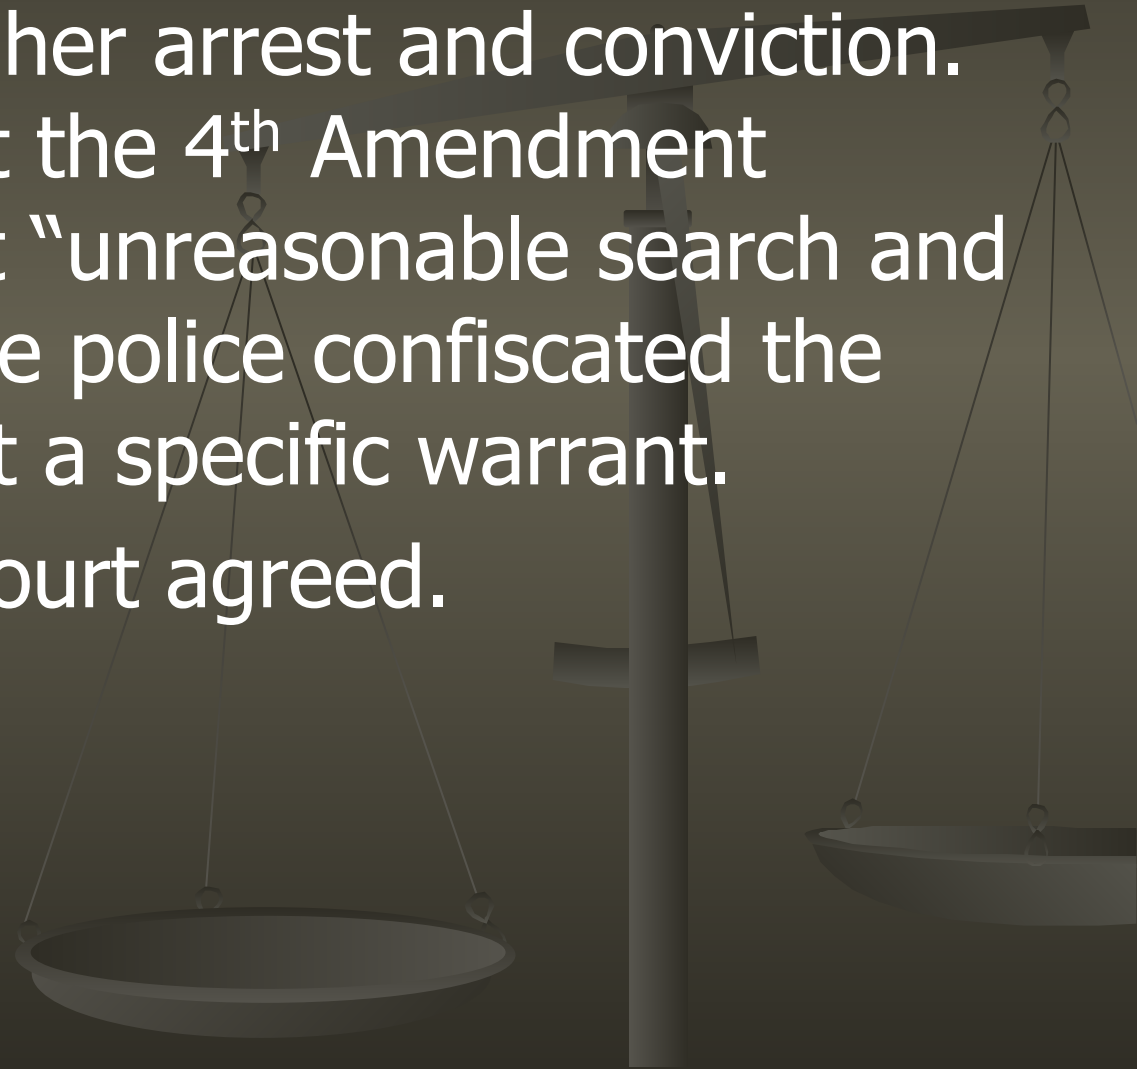 her arrest and conviction.
t the 4th Amendment
t “unreasonable search and
e police confiscated the
t a specific warrant.
ourt agreed.